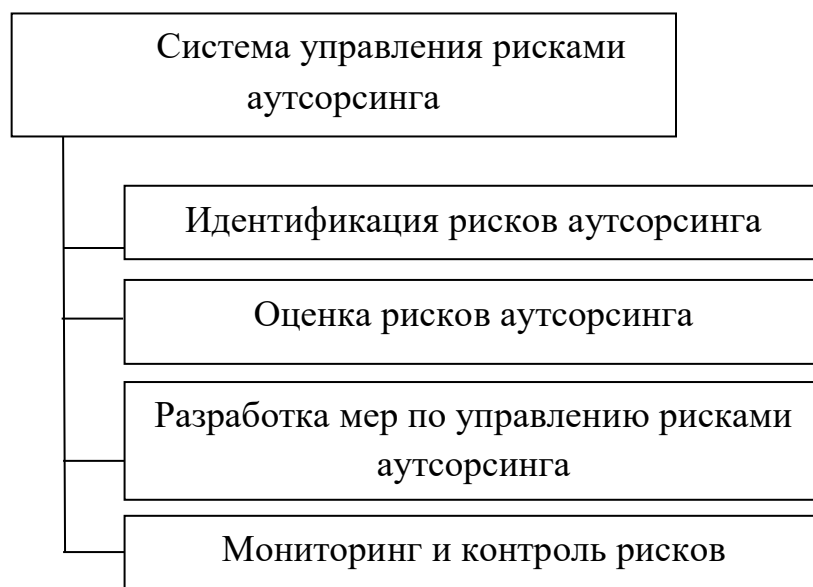 Система управления рисками
аутсорсинга
Идентификация рисков аутсорсинга
Оценка рисков аутсорсинга
Разработка мер по управлению рисками
аутсорсинга
Мониторинг и контроль рисков